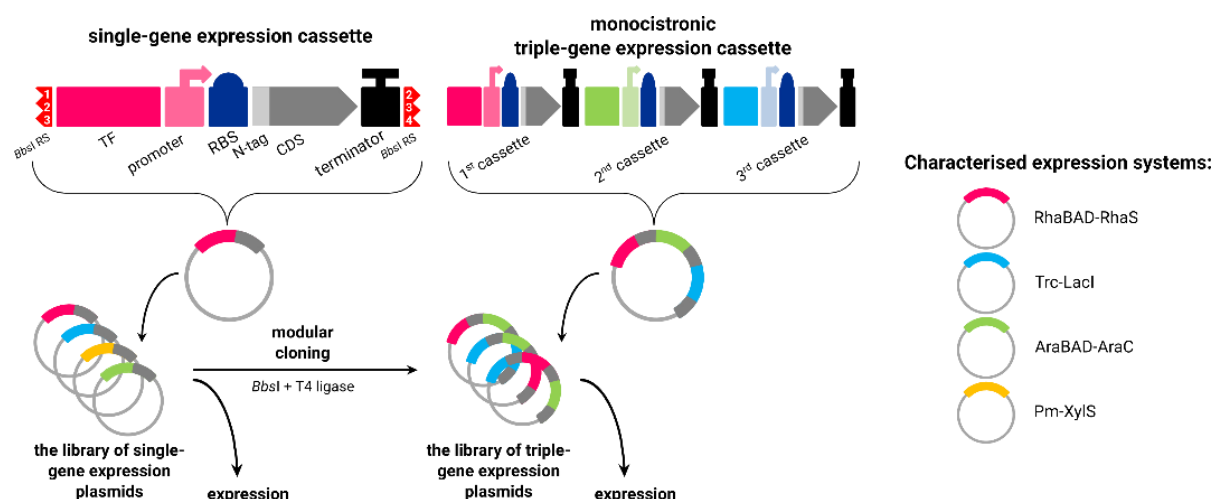 single-gene expression cassette
monocistronic
triple-gene expression cassette
1
2
3
2
3
4
BbsI RS
TF
promoter
RBS
N-tag
CDS
terminator
BbsI RS
1st cassette
2nd cassette
3rd cassette
Characterised expression systems:
RhaBAD-RhaS
Trc-LacI
AraBAD-AraC
Pm-XylS
modular
cloning
BbsI + T4 ligase
the library of single-
gene expression
plasmids
expression
the library of triple-
gene expression
plasmids
expression